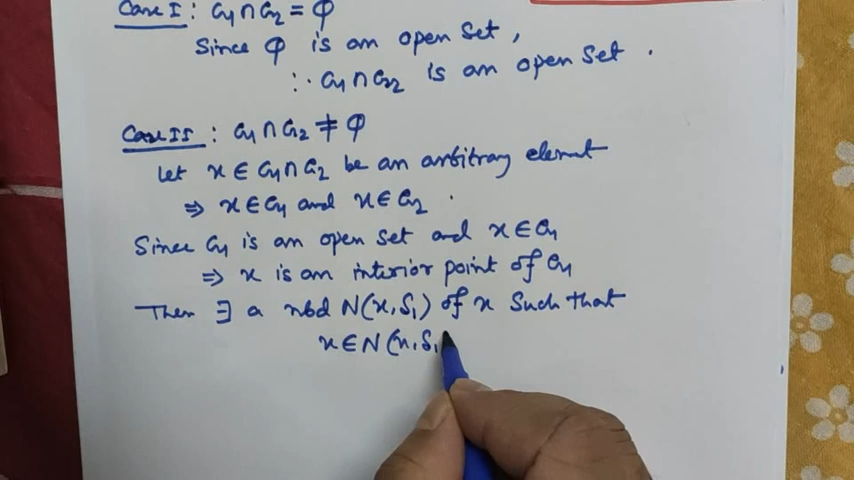 Case I : G₁ ∩ G₂ = φ
Since φ is an open set,
∴ G₁ ∩ G₂ is an open set.
Case II : G₁ ∩ G₂ ≠ φ
Let x ∈ G₁ ∩ G₂ be an arbitrary element
⇒ x ∈ G₁ and x ∈ G₂.
Since G₁ is an open set and x ∈ G₁
⇒ x is an interior point of G₁
Then ∃ a nbd N(x, δ₁) of x such that
x ∈ N(x, δ₁